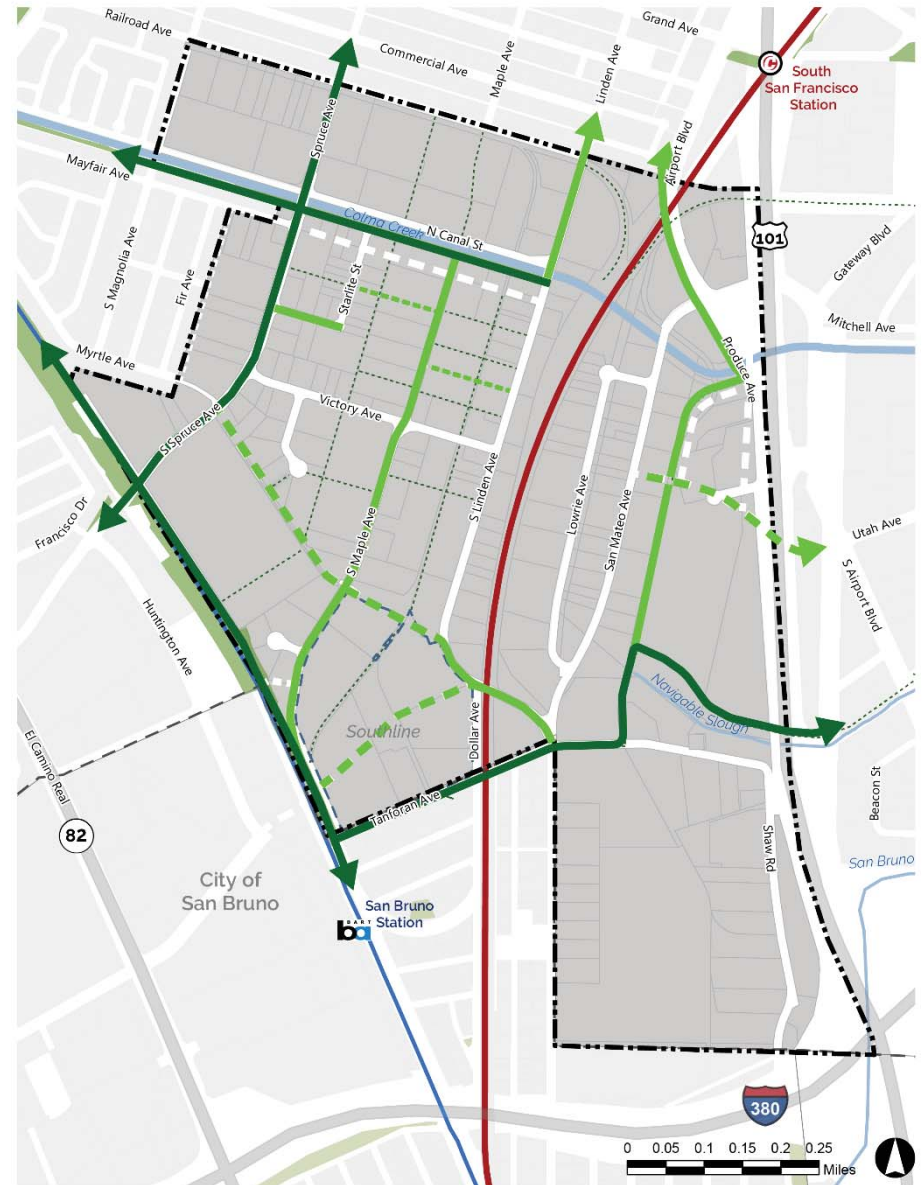 Railroad Ave
Grand Ave
Commercial Ave
Maple Ave
Linden Ave
South
San Francisco
Station
Spruce Ave
Airport Blvd
Mayfair Ave
Colma Creek
N Canal St
101
Gateway Blvd
S Magnolia Ave
Fir Ave
Starlite St
Mitchell Ave
Produce Ave
Myrtle Ave
Victory Ave
S Spruce Ave
S Linden Ave
Lowrie Ave
San Mateo Ave
Francisco Dr
Utah Ave
S Maple Ave
S Airport Blvd
Huntington Ave
Navigable Slough
Southline
Dollar Ave
El Camino Real
Tanforan Ave
Beacon St
82
Shaw Rd
City of
San Bruno
San Bruno
San Bruno
Station
BART
ba
380
0 0.05 0.1 0.15 0.2 0.25
Miles